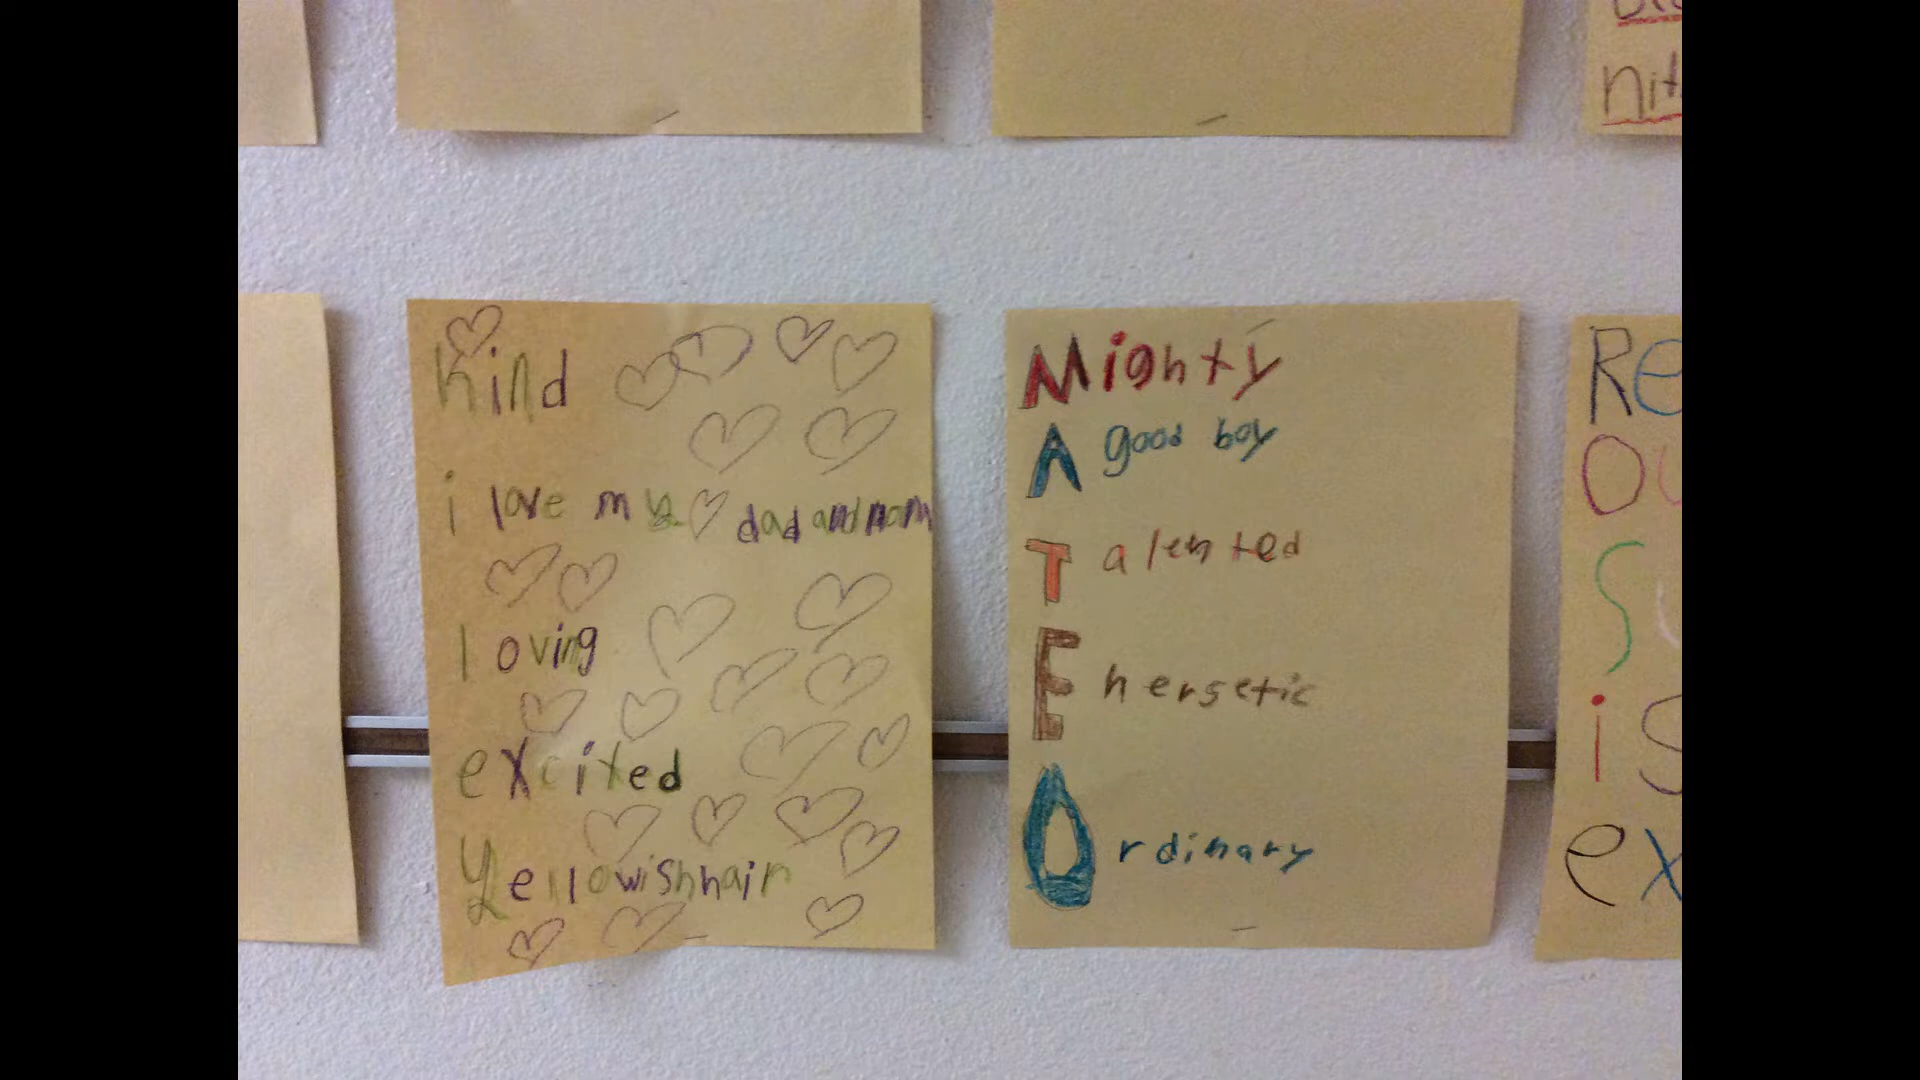 nit
Kind
i love my dad and mom
loving
excited
Yellowishhair
Mighty
A good boy
Talented
Energetic
Ordinary
Re
Ou
S
is
ex